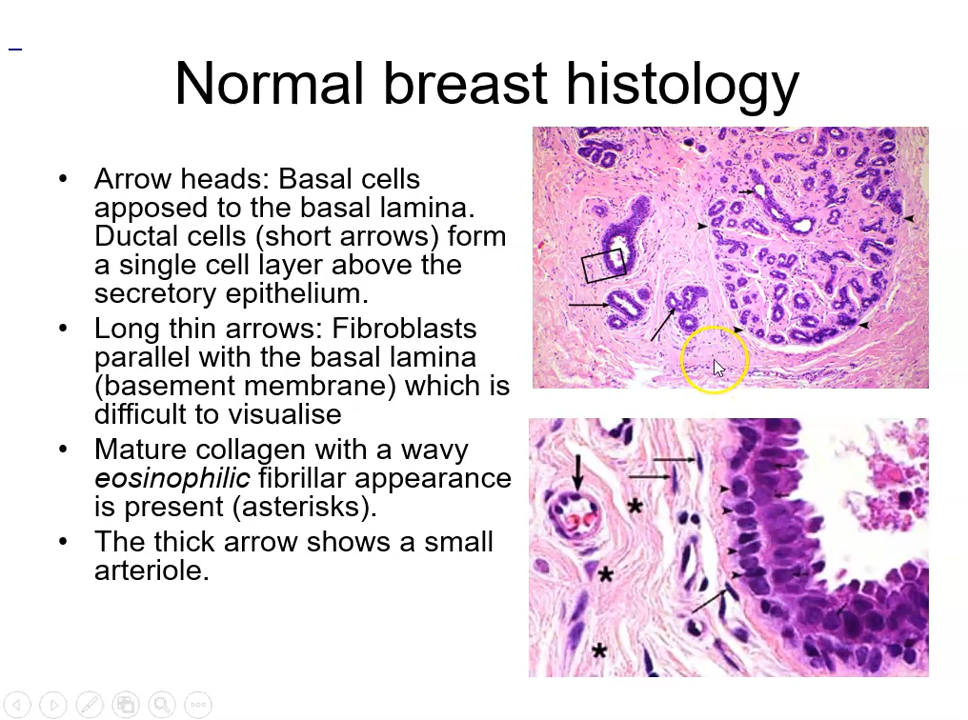 Normal breast histology
• Arrow heads: Basal cells
apposed to the basal lamina.
Ductal cells (short arrows) form
a single cell layer above the
secretory epithelium.
• Long thin arrows: Fibroblasts
parallel with the basal lamina
(basement membrane) which is
difficult to visualise
• Mature collagen with a wavy
eosinophilic fibrillar appearance
is present (asterisks).
• The thick arrow shows a small
arteriole.